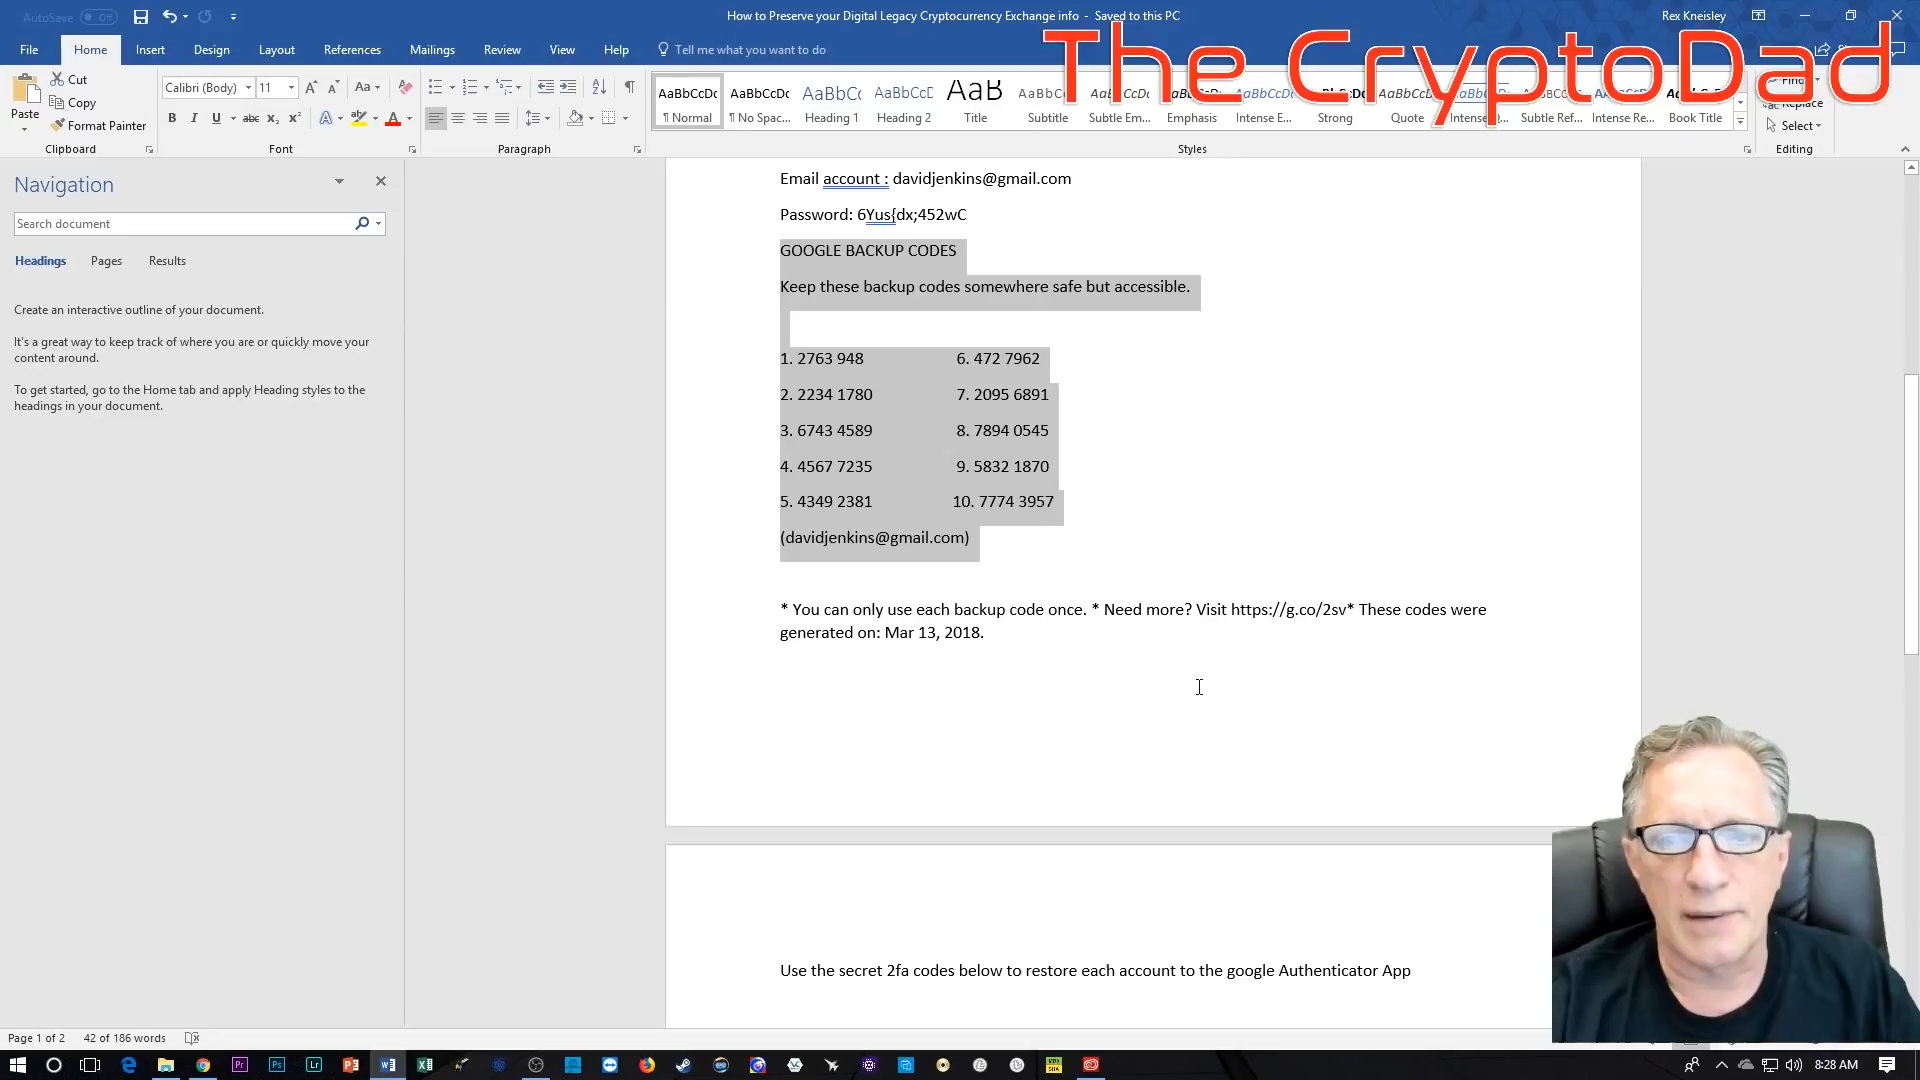 AutoSave Off
How to Preserve your Digital Legacy Cryptocurrency Exchange info - Saved to this PC
Rex Kneisley
The CryptoDad
File Home Insert Design Layout References Mailings Review View Help Tell me what you want to do
Paste
Cut
Copy
Format Painter
Calibri (Body) 11
AaBbCcDc AaBbCcDc AaBbCc AaBbCcD AaB
¶ Normal ¶ No Spac... Heading 1 Heading 2 Title Subtitle Subtle Em... Emphasis Intense E... Strong Quote Intense Q... Subtle Ref... Intense Re... Book Title
Find
Replace
Select
Clipboard Font Paragraph Styles Editing
Navigation
Search document
Headings Pages Results
Create an interactive outline of your document.
It's a great way to keep track of where you are or quickly move your
content around.
To get started, go to the Home tab and apply Heading styles to the
headings in your document.
Email account : davidjenkins@gmail.com
Password: 6Yus{dx;452wC
GOOGLE BACKUP CODES
Keep these backup codes somewhere safe but accessible.
1. 2763 948 6. 472 7962
2. 2234 1780 7. 2095 6891
3. 6743 4589 8. 7894 0545
4. 4567 7235 9. 5832 1870
5. 4349 2381 10. 7774 3957
(davidjenkins@gmail.com)
* You can only use each backup code once. * Need more? Visit https://g.co/2sv* These codes were
generated on: Mar 13, 2018.
Use the secret 2fa codes below to restore each account to the google Authenticator App
Page 1 of 2 42 of 186 words
8:28 AM